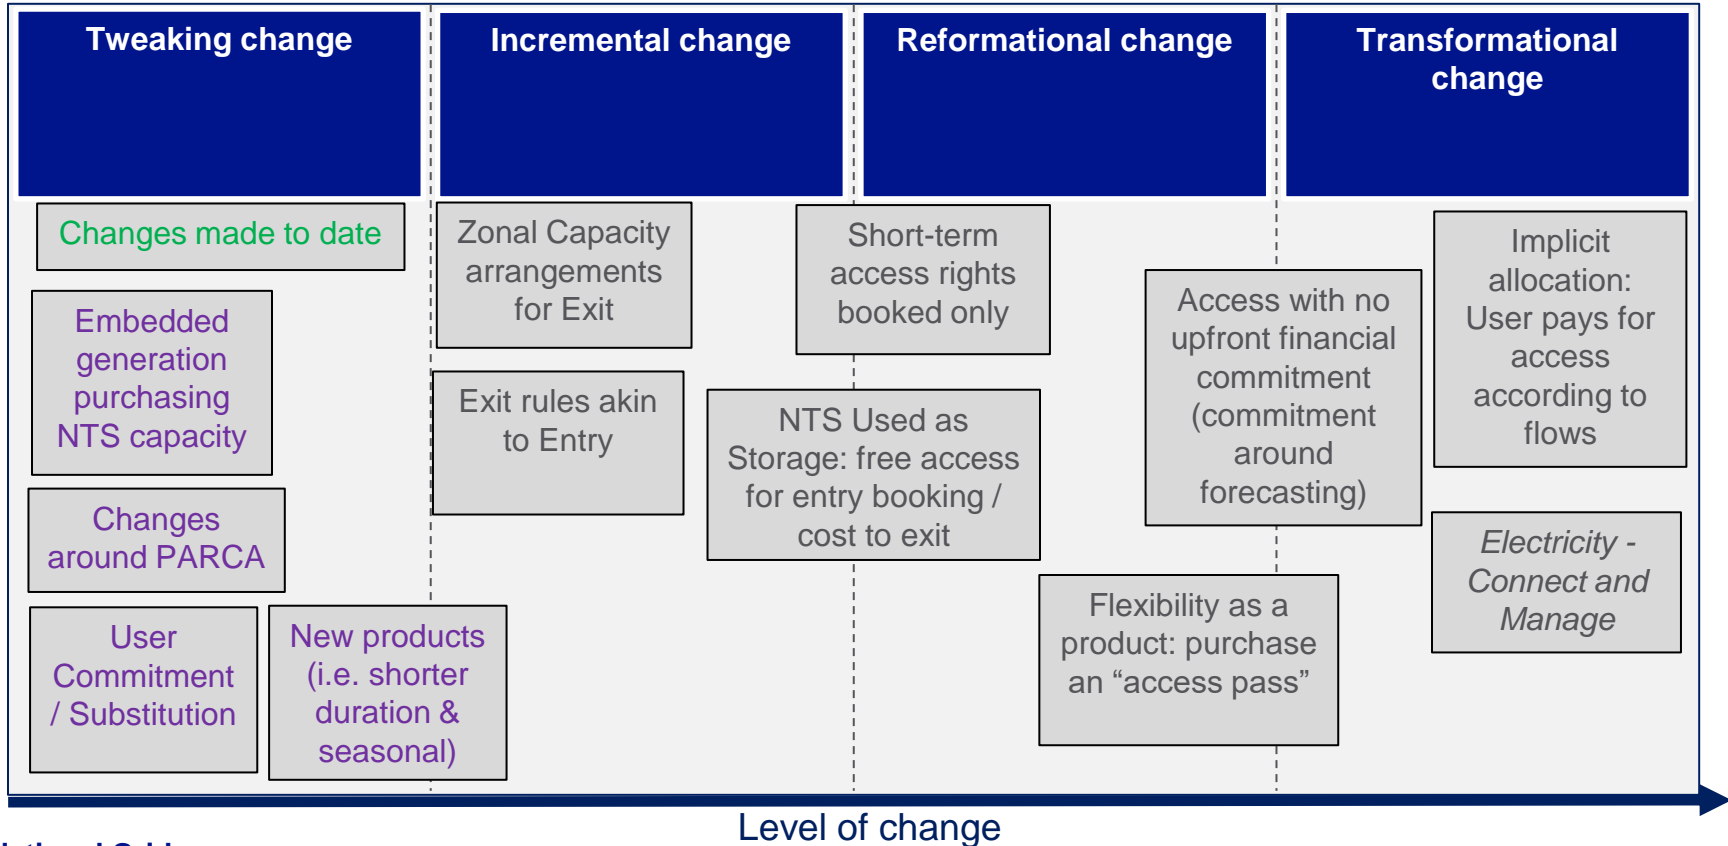 Tweaking change
Incremental change
Reformational change
Transformational
change
Changes made to date
Embedded
generation
purchasing
NTS capacity
Changes
around PARCA
User
Commitment
/ Substitution
New products
(i.e. shorter
duration &
seasonal)
Zonal Capacity
arrangements
for Exit
Exit rules akin
to Entry
Short-term
access rights
booked only
NTS Used as
Storage: free access
for entry booking /
cost to exit
Access with no
upfront financial
commitment
(commitment
around
forecasting)
Flexibility as a
product: purchase
an “access pass”
Implicit
allocation:
User pays for
access
according to
flows
Electricity -
Connect and
Manage
Level of change